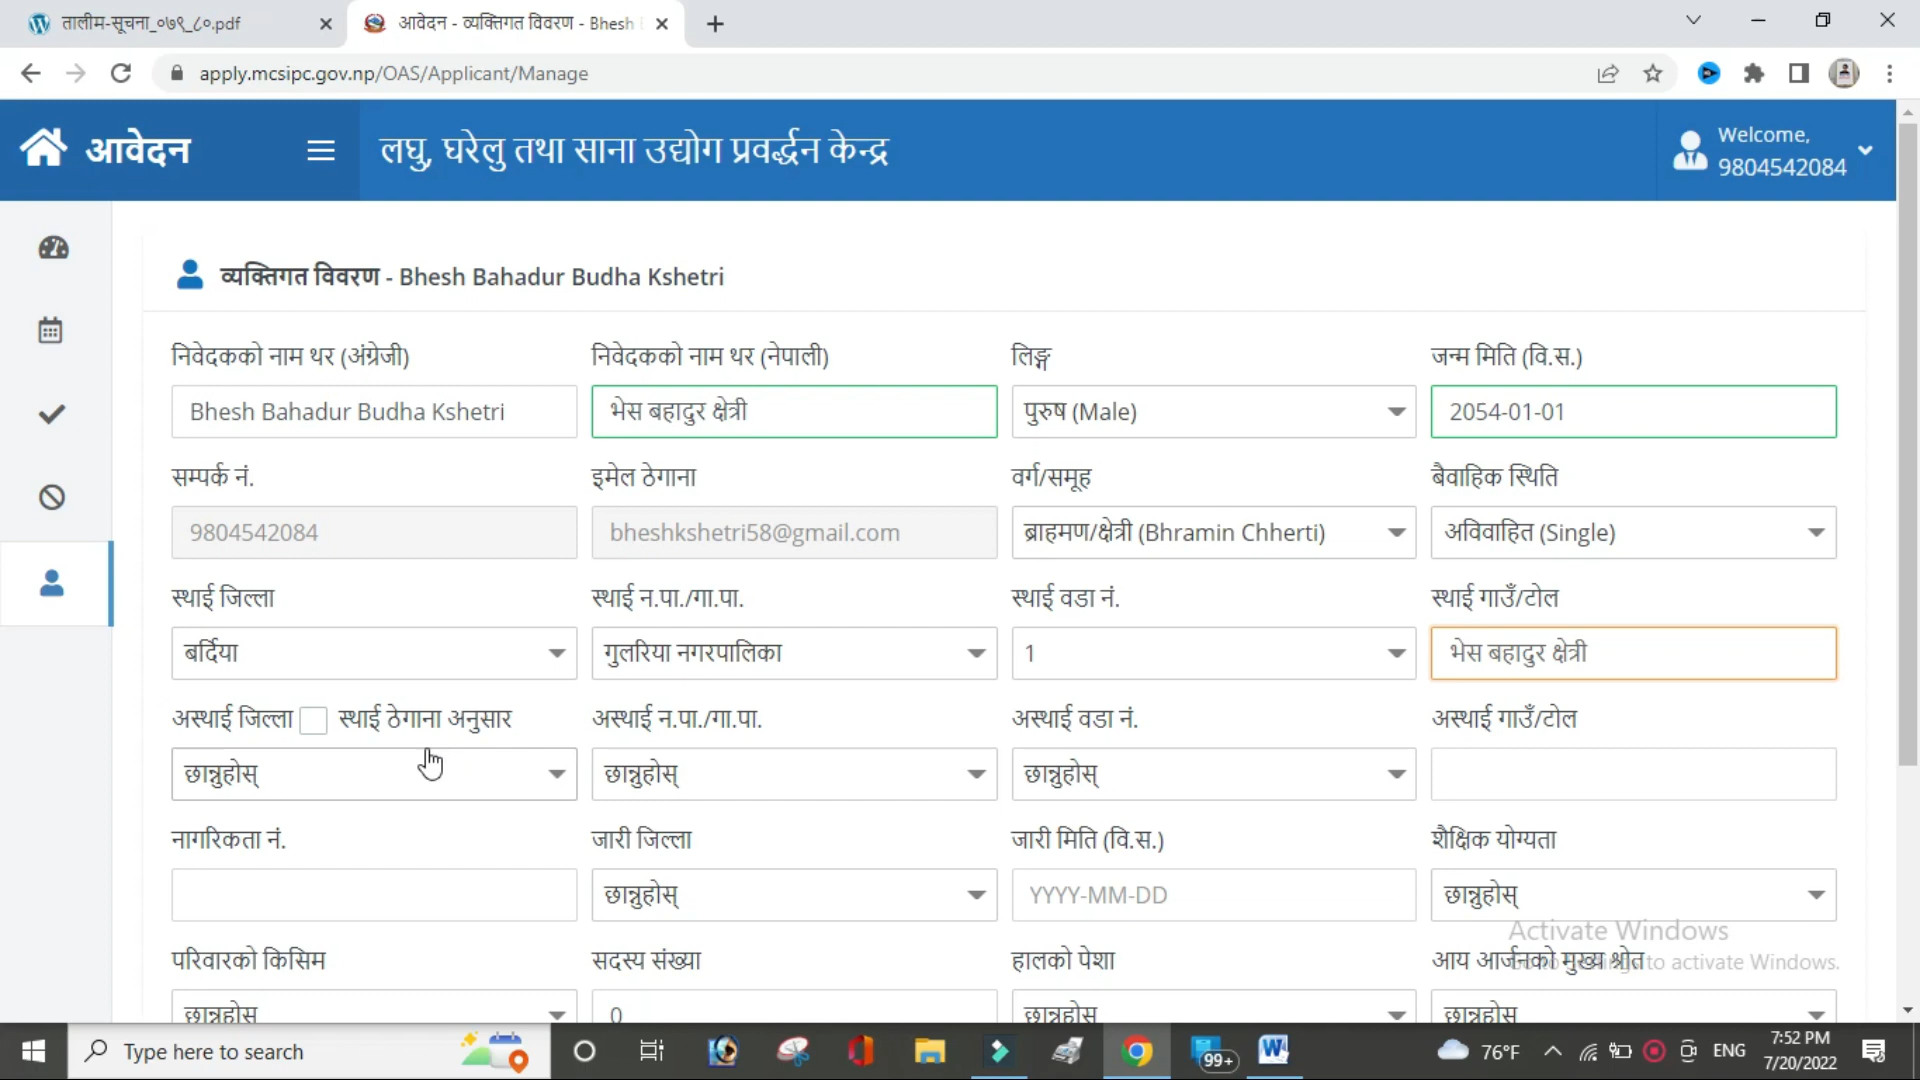 तालीम-सूचना_०७९_८०.pdf
आवेदन - व्यक्तिगत विवरण - Bhesh
apply.mcsipc.gov.np/OAS/Applicant/Manage
आवेदन
लघु, घरेलु तथा साना उद्योग प्रवर्द्धन केन्द्र
Welcome,
9804542084
व्यक्तिगत विवरण - Bhesh Bahadur Budha Kshetri
निवेदकको नाम थर (अंग्रेजी) निवेदकको नाम थर (नेपाली) लिङ्ग जन्म मिति (वि.स.)
Bhesh Bahadur Budha Kshetri भेस बहादुर क्षेत्री पुरुष (Male) 2054-01-01
सम्पर्क नं. इमेल ठेगाना वर्ग/समूह बैवाहिक स्थिति
9804542084 bheshkshetri58@gmail.com ब्राहमण/क्षेत्री (Bhramin Chherti) अविवाहित (Single)
स्थाई जिल्ला स्थाई न.पा./गा.पा. स्थाई वडा नं. स्थाई गाउँ/टोल
बर्दिया गुलरिया नगरपालिका 1 भेस बहादुर क्षेत्री
अस्थाई जिल्ला स्थाई ठेगाना अनुसार अस्थाई न.पा./गा.पा. अस्थाई वडा नं. अस्थाई गाउँ/टोल
छान्नुहोस् छान्नुहोस् छान्नुहोस्
नागरिकता नं. जारी जिल्ला जारी मिति (वि.स.) शैक्षिक योग्यता
छान्नुहोस् YYYY-MM-DD छान्नुहोस्
Activate Windows
परिवारको किसिम सदस्य संख्या हालको पेशा आय आर्जनको मुख्य श्रोत
to activate Windows.
छान्नुहोस् 0 छान्नुहोस् छान्नुहोस्
Type here to search
99+
76°F
ENG
7:52 PM
7/20/2022